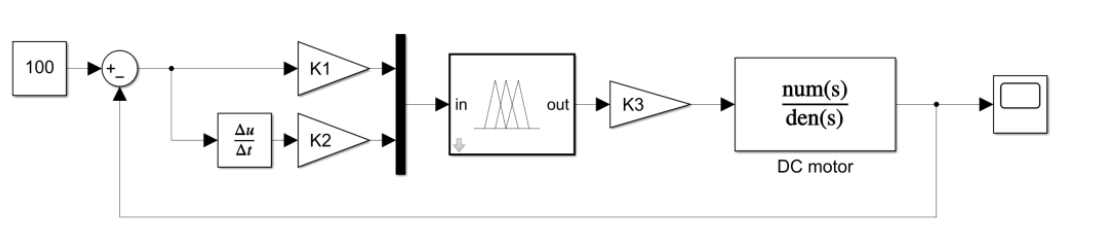 100
+
−
K1
Δu
Δt
K2
in
out
K3
num(s)
den(s)
DC motor